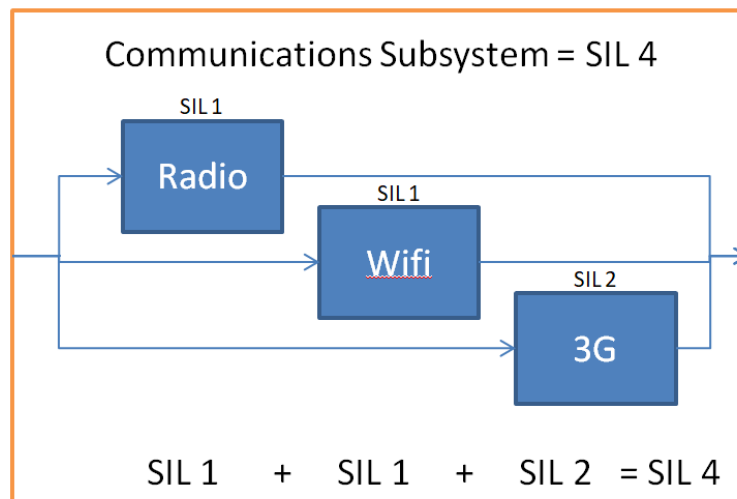 Communications Subsystem = SIL 4
SIL 1
Radio
SIL 1
Wifi
SIL 2
3G
SIL 1 + SIL 1 + SIL 2 = SIL 4